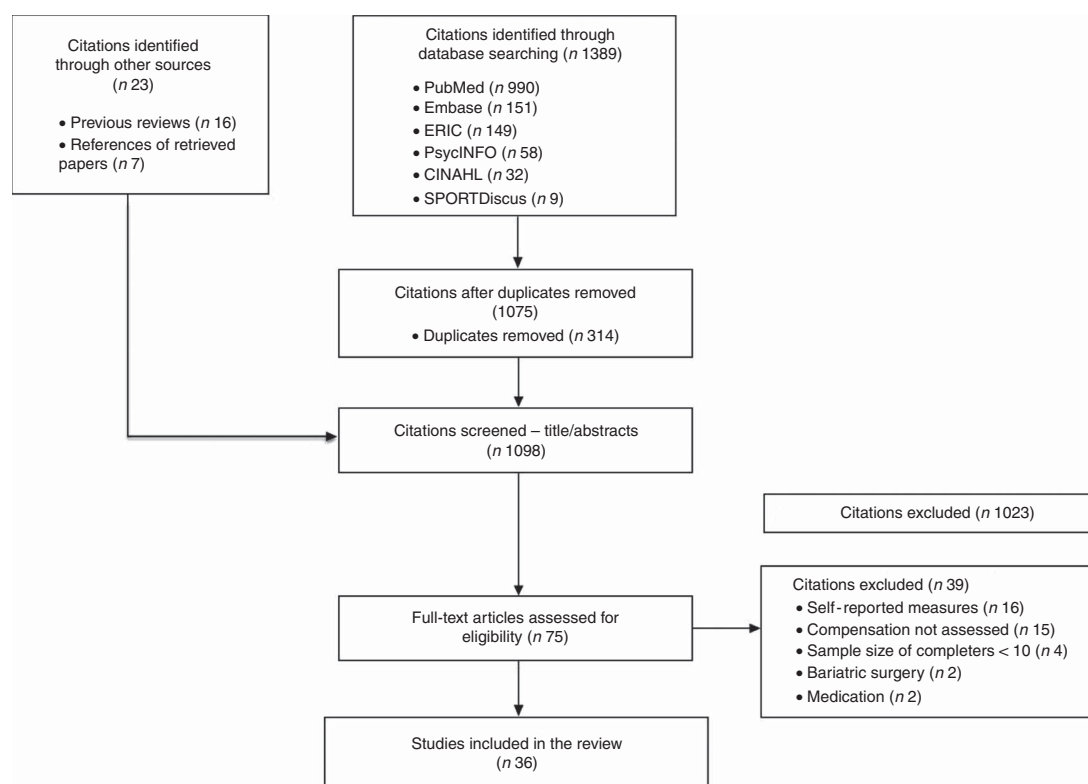 Citations identified
through other sources
(n 23)
• Previous reviews (n 16)
• References of retrieved
papers (n 7)
Citations identified through
database searching (n 1389)
• PubMed (n 990)
• Embase (n 151)
• ERIC (n 149)
• PsycINFO (n 58)
• CINAHL (n 32)
• SPORTDiscus (n 9)
Citations after duplicates removed
(1075)
• Duplicates removed (n 314)
Citations screened – title/abstracts
(n 1098)
Citations excluded (n 1023)
Full-text articles assessed for
eligibility (n 75)
Citations excluded (n 39)
• Self-reported measures (n 16)
• Compensation not assessed (n 15)
• Sample size of completers < 10 (n 4)
• Bariatric surgery (n 2)
• Medication (n 2)
Studies included in the review
(n 36)